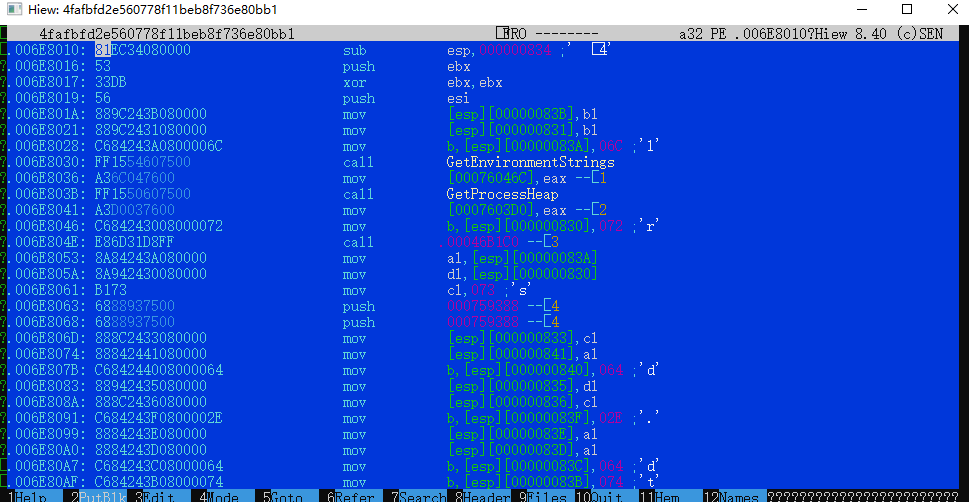 Hiew: 4fafbfd2e560778f11beb8f736e80bb1
4fafbfd2e560778f11beb8f736e80bb1 FRO -------- a32 PE .006E8010?Hiew 8.40 (c)SEN
.006E8010: 81EC34080000 sub esp,000000834 ;' 4'
?.006E8016: 53 push ebx
?.006E8017: 33DB xor ebx,ebx
?.006E8019: 56 push esi
?.006E801A: 889C243B080000 mov [esp][00000083B],bl
?.006E8021: 889C2431080000 mov [esp][000000831],bl
?.006E8028: C684243A0800006C mov b,[esp][00000083A],06C ;'l'
?.006E8030: FF1554607500 call GetEnvironmentStrings
?.006E8036: A36C047600 mov [00076046C],eax --1
?.006E803B: FF1550607500 call GetProcessHeap
?.006E8041: A3D0037600 mov [0007603D0],eax --2
?.006E8046: C684243008000072 mov b,[esp][000000830],072 ;'r'
?.006E804E: E86D31D8FF call .00046B1C0 --3
?.006E8053: 8A84243A080000 mov al,[esp][00000083A]
?.006E805A: 8A942430080000 mov dl,[esp][000000830]
?.006E8061: B173 mov cl,073 ;'s'
?.006E8063: 6888937500 push 000759388 --4
?.006E8068: 6888937500 push 000759388 --4
?.006E806D: 888C2433080000 mov [esp][000000833],cl
?.006E8074: 88842441080000 mov [esp][000000841],al
?.006E807B: C684244008000064 mov b,[esp][000000840],064 ;'d'
?.006E8083: 88942435080000 mov [esp][000000835],dl
?.006E808A: 888C2436080000 mov [esp][000000836],cl
?.006E8091: C684243F0800002E mov b,[esp][00000083F],02E ;'.'
?.006E8099: 8884243E080000 mov [esp][00000083E],al
?.006E80A0: 8884243D080000 mov [esp][00000083D],al
.006E80A7: C684243C08000064 mov b,[esp][00000083C],064 ;'d'
?.006E80AF: C684243B08000074 mov b,[esp][00000083B],074 ;'t'
1Help 2PutBlk 3Edit 4Mode 5Goto 6Refer 7Search 8Header 9Files 10Quit 11Hem 12Names